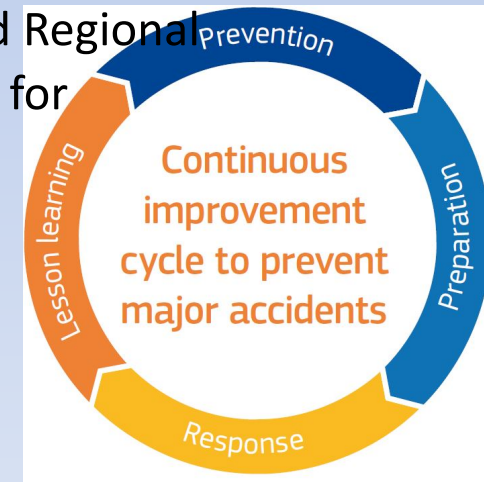 d Regional
for
Prevention
Preparation
Response
Lesson learning
Continuous
improvement
cycle to prevent
major accidents